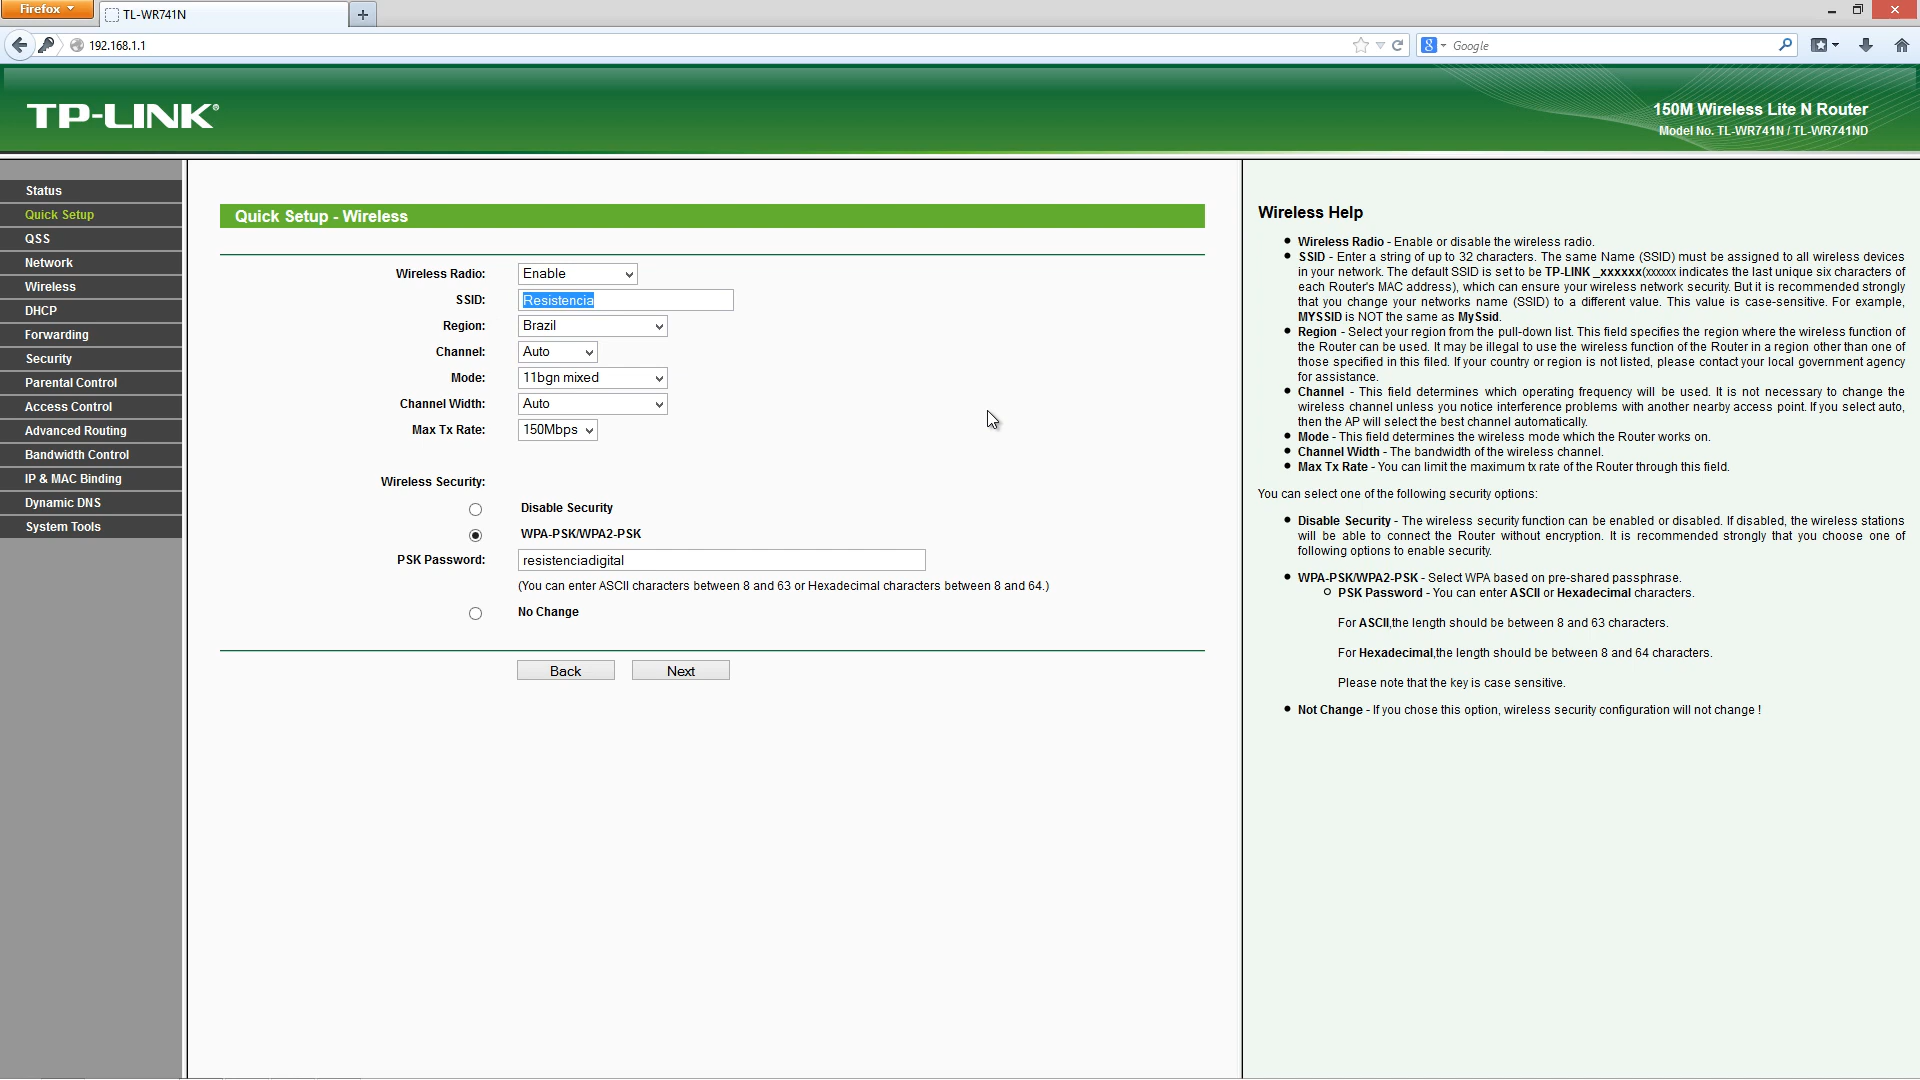 Firefox
TL-WR741N
192.168.1.1
Google
TP-LINK®
150M Wireless Lite N Router
Model No. TL-WR741N / TL-WR741ND
Status
Quick Setup
QSS
Network
Wireless
DHCP
Forwarding
Security
Parental Control
Access Control
Advanced Routing
Bandwidth Control
IP & MAC Binding
Dynamic DNS
System Tools
Quick Setup - Wireless
Wireless Radio: Enable
SSID: Resistencia
Region: Brazil
Channel: Auto
Mode: 11bgn mixed
Channel Width: Auto
Max Tx Rate: 150Mbps
Wireless Security:
Disable Security
WPA-PSK/WPA2-PSK
PSK Password: resistenciadigital
(You can enter ASCII characters between 8 and 63 or Hexadecimal characters between 8 and 64.)
No Change
Back Next
Wireless Help
Wireless Radio - Enable or disable the wireless radio.
SSID - Enter a string of up to 32 characters. The same Name (SSID) must be assigned to all wireless devices
in your network. The default SSID is set to be TP-LINK _xxxxxx(xxxxxx indicates the last unique six characters of
each Router's MAC address), which can ensure your wireless network security. But it is recommended strongly
that you change your networks name (SSID) to a different value. This value is case-sensitive. For example,
MYSSID is NOT the same as MySsid.
Region - Select your region from the pull-down list. This field specifies the region where the wireless function of
the Router can be used. It may be illegal to use the wireless function of the Router in a region other than one of
those specified in this filed. If your country or region is not listed, please contact your local government agency
for assistance.
Channel - This field determines which operating frequency will be used. It is not necessary to change the
wireless channel unless you notice interference problems with another nearby access point. If you select auto,
then the AP will select the best channel automatically.
Mode - This field determines the wireless mode which the Router works on.
Channel Width - The bandwidth of the wireless channel.
Max Tx Rate - You can limit the maximum tx rate of the Router through this field.
You can select one of the following security options:
Disable Security - The wireless security function can be enabled or disabled. If disabled, the wireless stations
will be able to connect the Router without encryption. It is recommended strongly that you choose one of
following options to enable security.
WPA-PSK/WPA2-PSK - Select WPA based on pre-shared passphrase.
PSK Password - You can enter ASCII or Hexadecimal characters.
For ASCII,the length should be between 8 and 63 characters.
For Hexadecimal,the length should be between 8 and 64 characters.
Please note that the key is case sensitive.
Not Change - If you chose this option, wireless security configuration will not change !